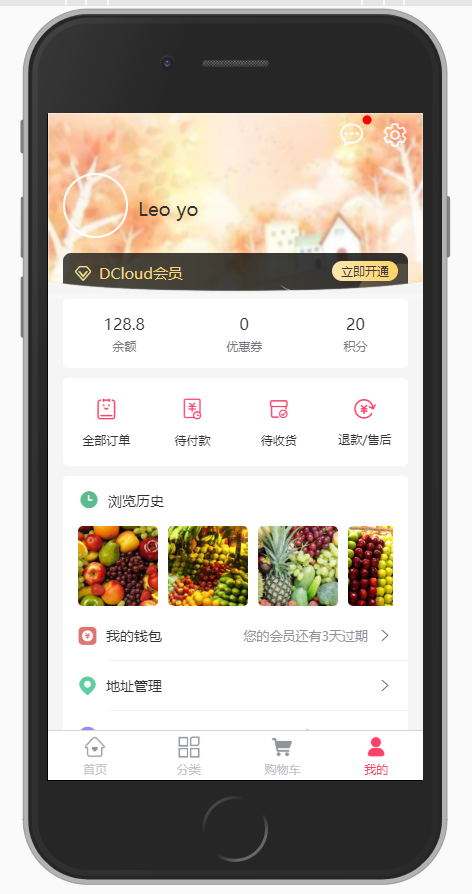 Leo yo
DCloud会员
立即开通
128.8
0
20
余额
优惠券
积分
全部订单
待付款
待收货
退款/售后
浏览历史
我的钱包
您的会员还有3天过期
地址管理
首页
分类
购物车
我的